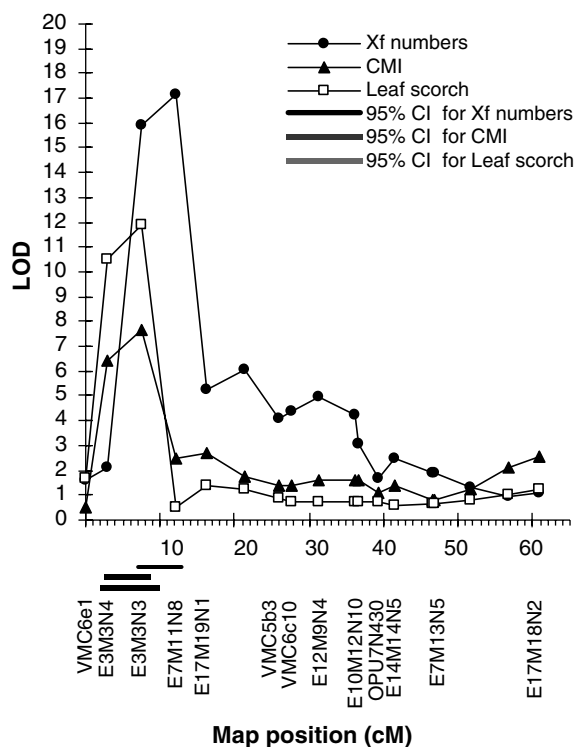 20
19
18
17
16
15
14
13
12
11
10
9
8
7
6
5
4
3
2
1
0
LOD
Xf numbers
CMI
Leaf scorch
95% CI for Xf numbers
95% CI for CMI
95% CI for Leaf scorch
10 20 30 40 50 60
VMC6e1
E3M3N4
E3M3N3
E7M11N8
E17M19N1
VMC5b3
VMC6c10
E12M9N4
E10M12N10
OPU7N430
E14M14N5
E7M13N5
E17M18N2
Map position (cM)